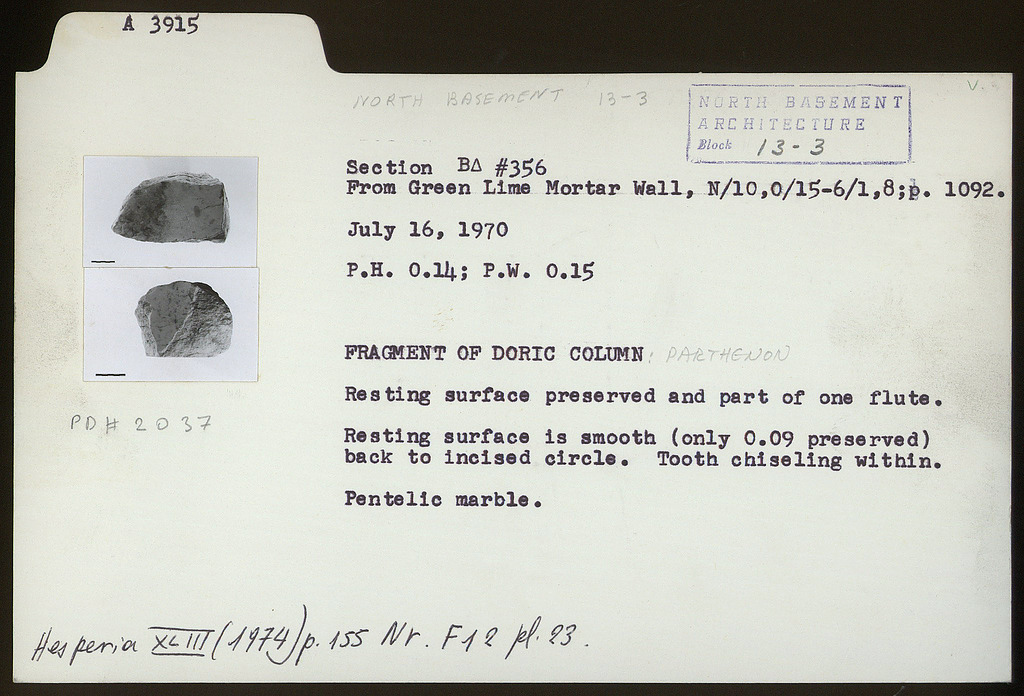 A 3915
NORTH BASEMENT 13-3
V.
NORTH BASEMENT
ARCHITECTURE
Block 13-3
Section BΔ #356
From Green Lime Mortar Wall, N/10,0/15-6/1,8;p. 1092.
July 16, 1970
P.H. 0.14; P.W. 0.15
FRAGMENT OF DORIC COLUMN: PARTHENON
Resting surface preserved and part of one flute.
PD# 2037
Resting surface is smooth (only 0.09 preserved)
back to incised circle. Tooth chiseling within.
Pentelic marble.
Hesperia XLIII (1974) p. 155 Nr. F12 pl. 23.